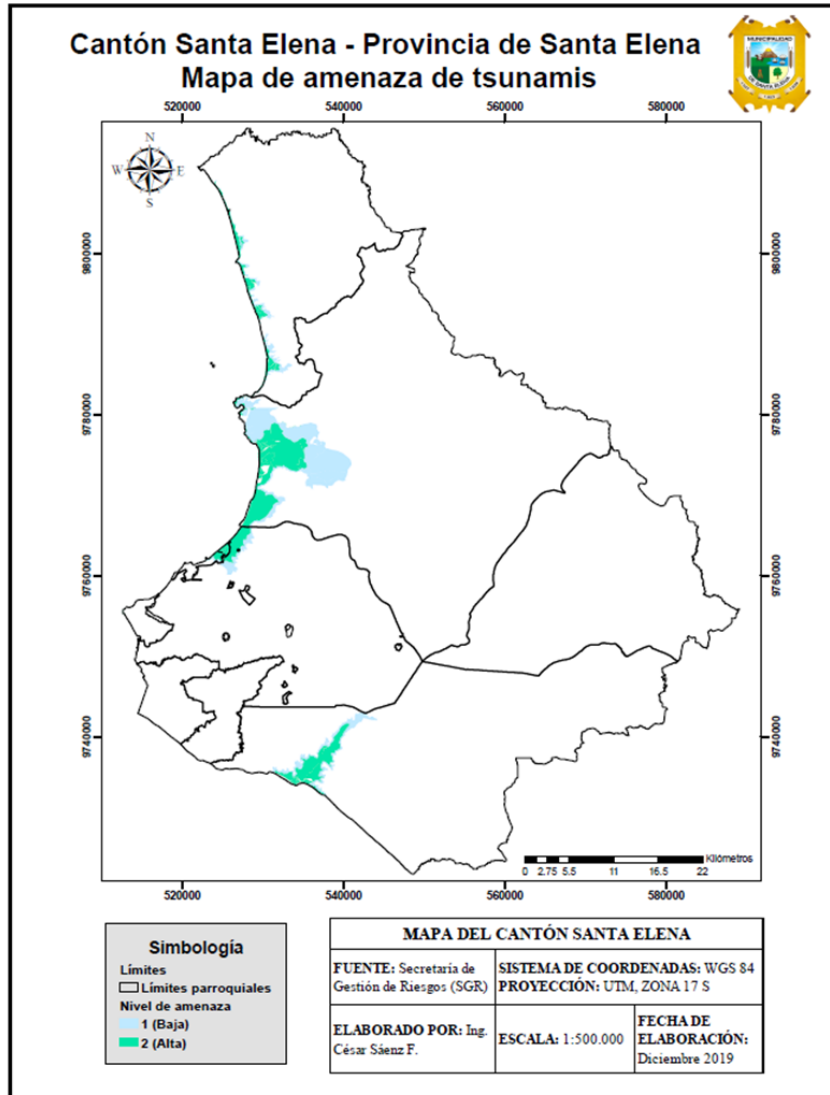 Cantón Santa Elena - Provincia de Santa Elena
Mapa de amenaza de tsunamis
MUNICIPALIDAD
DE SANTA ELENA
520000 540000 560000 580000
N
W E
S
9800000 9800000
9780000 9780000
9760000 9760000
9740000 9740000
Kilómetros
0 2.75 5.5 11 16.5 22
520000 540000 560000 580000
Simbología
Límites
Límites parroquiales
Nivel de amenaza
1 (Baja)
2 (Alta)
MAPA DEL CANTÓN SANTA ELENA
FUENTE: Secretaría de
Gestión de Riesgos (SGR)
SISTEMA DE COORDENADAS: WGS 84
PROYECCIÓN: UTM, ZONA 17 S
ELABORADO POR: Ing.
César Sáenz F.
ESCALA: 1:500.000
FECHA DE
ELABORACIÓN:
Diciembre 2019